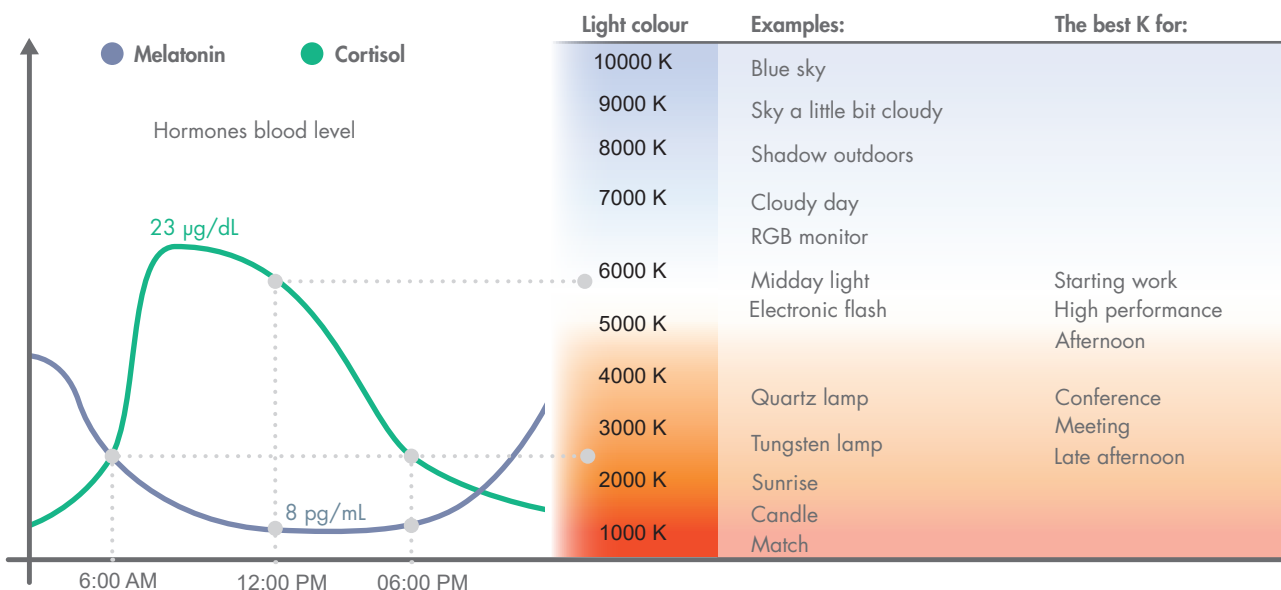 Light colour
Examples:
The best K for:
Melatonin
Cortisol
Hormones blood level
23 µg/dL
8 pg/mL
6:00 AM
12:00 PM
06:00 PM
10000 K
Blue sky
9000 K
Sky a little bit cloudy
8000 K
Shadow outdoors
7000 K
Cloudy day
RGB monitor
6000 K
Midday light
Starting work
Electronic flash
High performance
5000 K
Afternoon
4000 K
Quartz lamp
Conference
3000 K
Meeting
Tungsten lamp
Late afternoon
2000 K
Sunrise
Candle
1000 K
Match